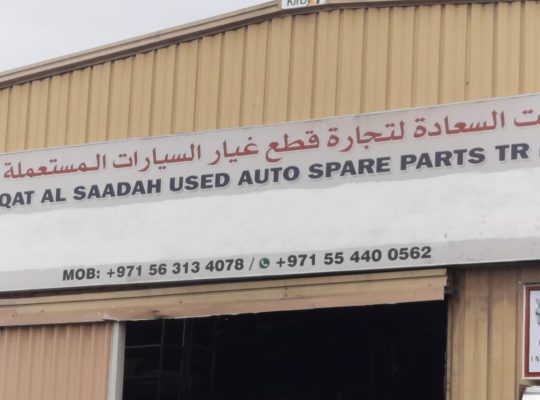 Kirby
السعادة لتجارة قطع غيار السيارات المستعملة
QAT AL SAADAH USED AUTO SPARE PARTS TR
MOB: +971 56 313 4078 / +971 55 440 0562